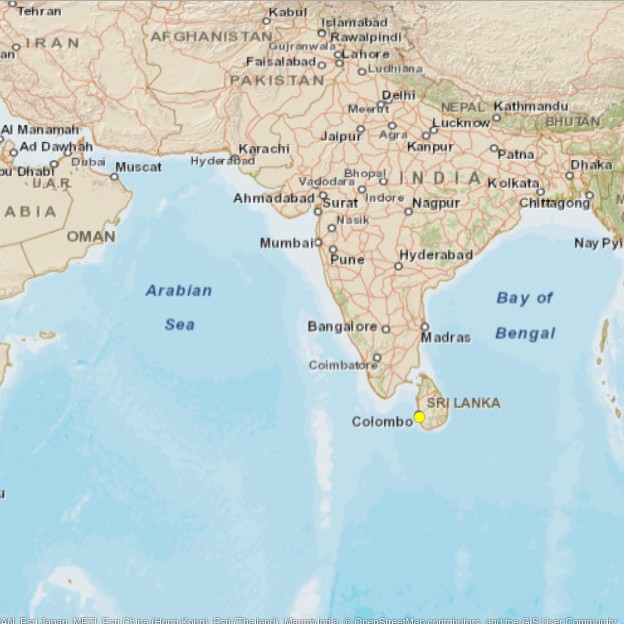 Tehran
Kabul
Islamabad
Rawalpindi
IRAN
AFGHANISTAN
Gujranwala
Lahore
Faisalabad
Ludhiana
PAKISTAN
Delhi
Meerut
NEPAL
Kathmandu
BHUTAN
Al Manamah
Jaipur
Agra
Lucknow
Ad Dawhah
Karachi
Kanpur
Patna
Dubai
Muscat
Hyderabad
Dhaka
bu Dhabi
Bhopal
INDIA
U.A.R.
Vadodara
Kolkata
Ahmadabad
Surat
Indore
Nagpur
Chittagong
ABIA
Nasik
OMAN
Mumbai
Nay Pyi
Pune
Hyderabad
Arabian
Sea
Bay of
Bengal
Bangalore
Madras
Coimbatore
SRI LANKA
Colombo
AN, Esri Japan, METI, Esri China (Hong Kong), Esri (Thailand), MapmyIndia, © OpenStreetMap contributors, and the GIS User Community